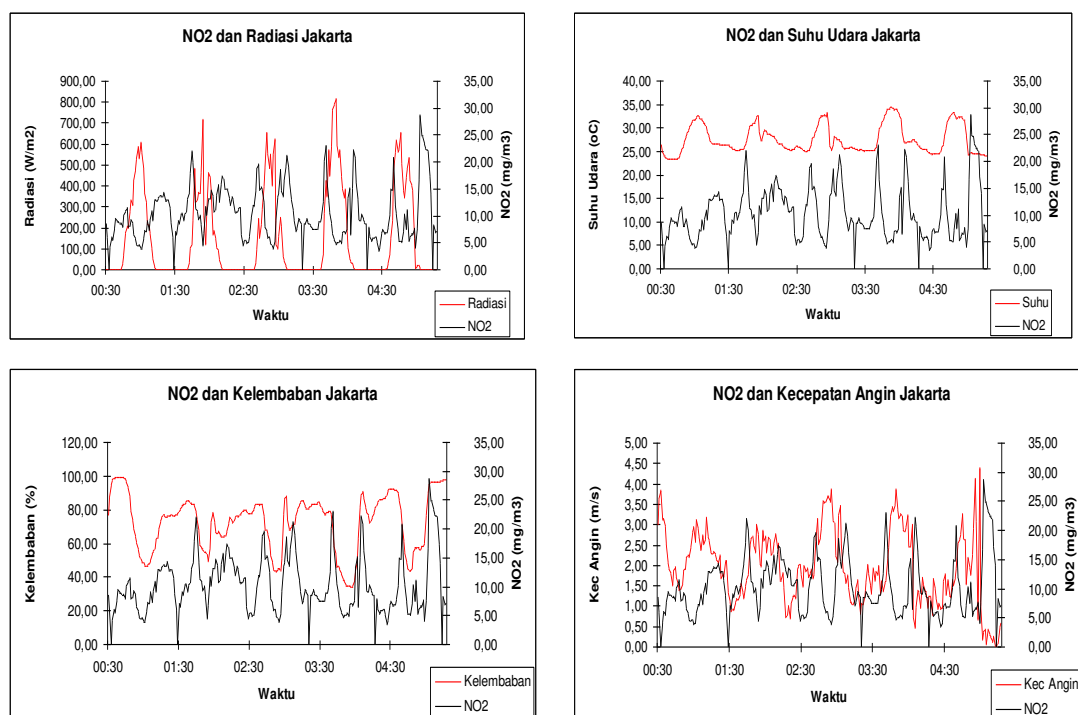 NO2 dan Radiasi Jakarta
900,00
800,00
700,00
600,00
500,00
400,00
300,00
200,00
100,00
0,00
Radiasi (W/m2)
35,00
30,00
25,00
20,00
15,00
10,00
5,00
0,00
NO2 (mg/m3)
00:30 01:30 02:30 03:30 04:30
Waktu
Radiasi
NO2
NO2 dan Suhu Udara Jakarta
40,00
35,00
30,00
25,00
20,00
15,00
10,00
5,00
0,00
Suhu Udara (oC)
35,00
30,00
25,00
20,00
15,00
10,00
5,00
0,00
NO2 (mg/m3)
00:30 01:30 02:30 03:30 04:30
Waktu
Suhu
NO2
NO2 dan Kelembaban Jakarta
120,00
100,00
80,00
60,00
40,00
20,00
0,00
Kelembaban (%)
35,00
30,00
25,00
20,00
15,00
10,00
5,00
0,00
NO2 (mg/m3)
00:30 01:30 02:30 03:30 04:30
Waktu
Kelembaban
NO2
NO2 dan Kecepatan Angin Jakarta
5,00
4,50
4,00
3,50
3,00
2,50
2,00
1,50
1,00
0,50
0,00
Kec Angin (m/s)
35,00
30,00
25,00
20,00
15,00
10,00
5,00
0,00
NO2 (mg/m3)
00:30 01:30 02:30 03:30 04:30
Waktu
Kec Angin
NO2